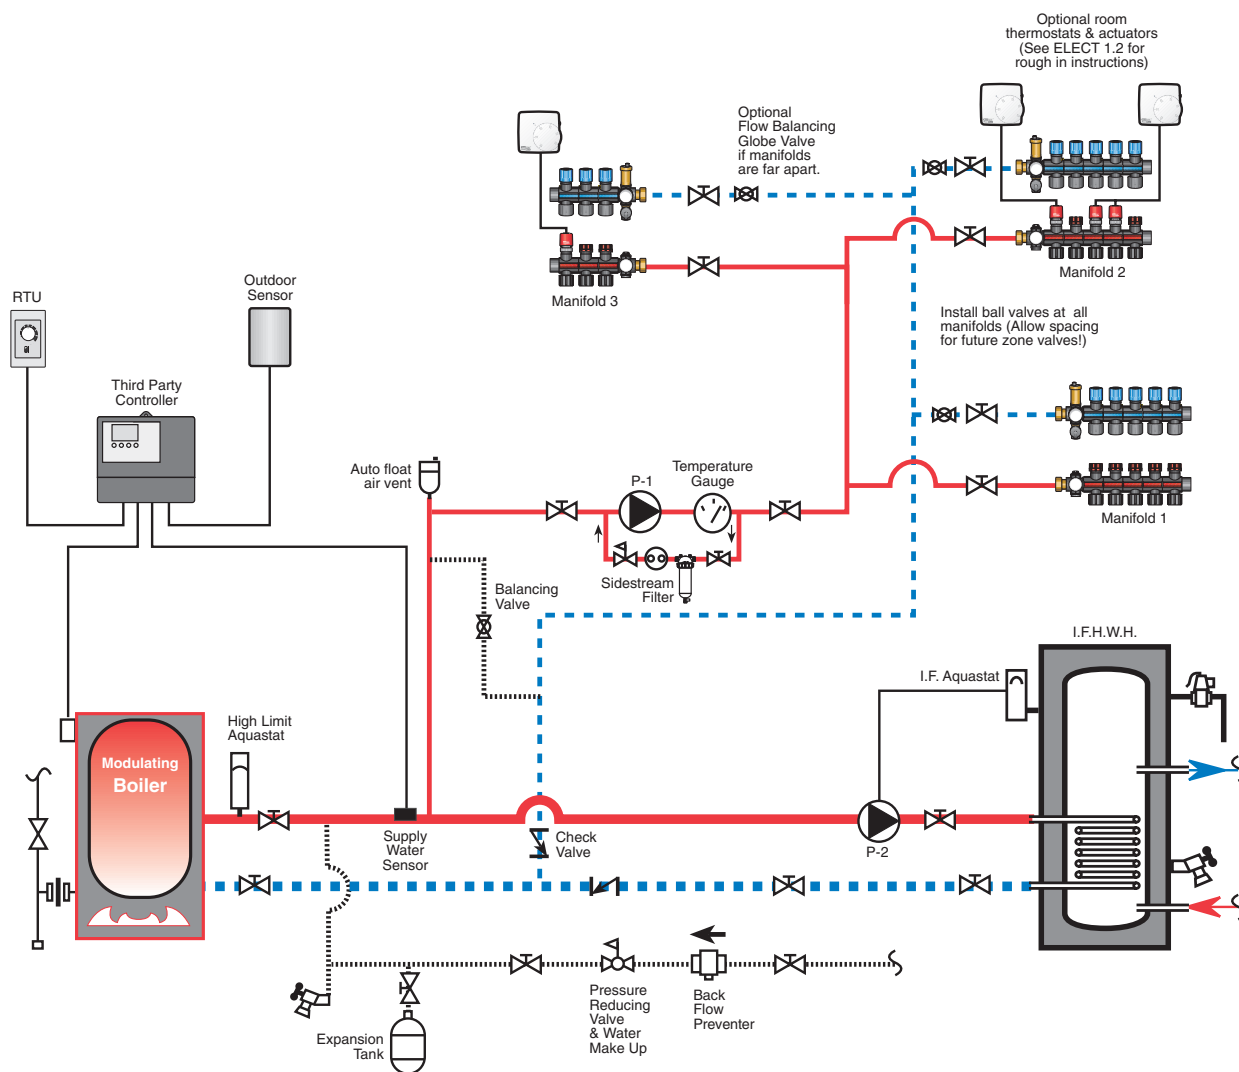 Optional room
thermostats & actuators
(See ELECT 1.2 for
rough in instructions)
Optional
Flow Balancing
Globe Valve
if manifolds
are far apart.
Manifold 2
Manifold 3
Outdoor
Sensor
RTU
Install ball valves at all
manifolds (Allow spacing
for future zone valves!)
Third Party
Controller
Auto float
air vent
P-1
Temperature
Gauge
Manifold 1
Sidestream
Filter
Balancing
Valve
I.F.H.W.H.
I.F. Aquastat
High Limit
Aquastat
Modulating
Boiler
Supply
Water
Sensor
Check
Valve
P-2
Pressure
Reducing
Valve
& Water
Make Up
Back
Flow
Preventer
Expansion
Tank